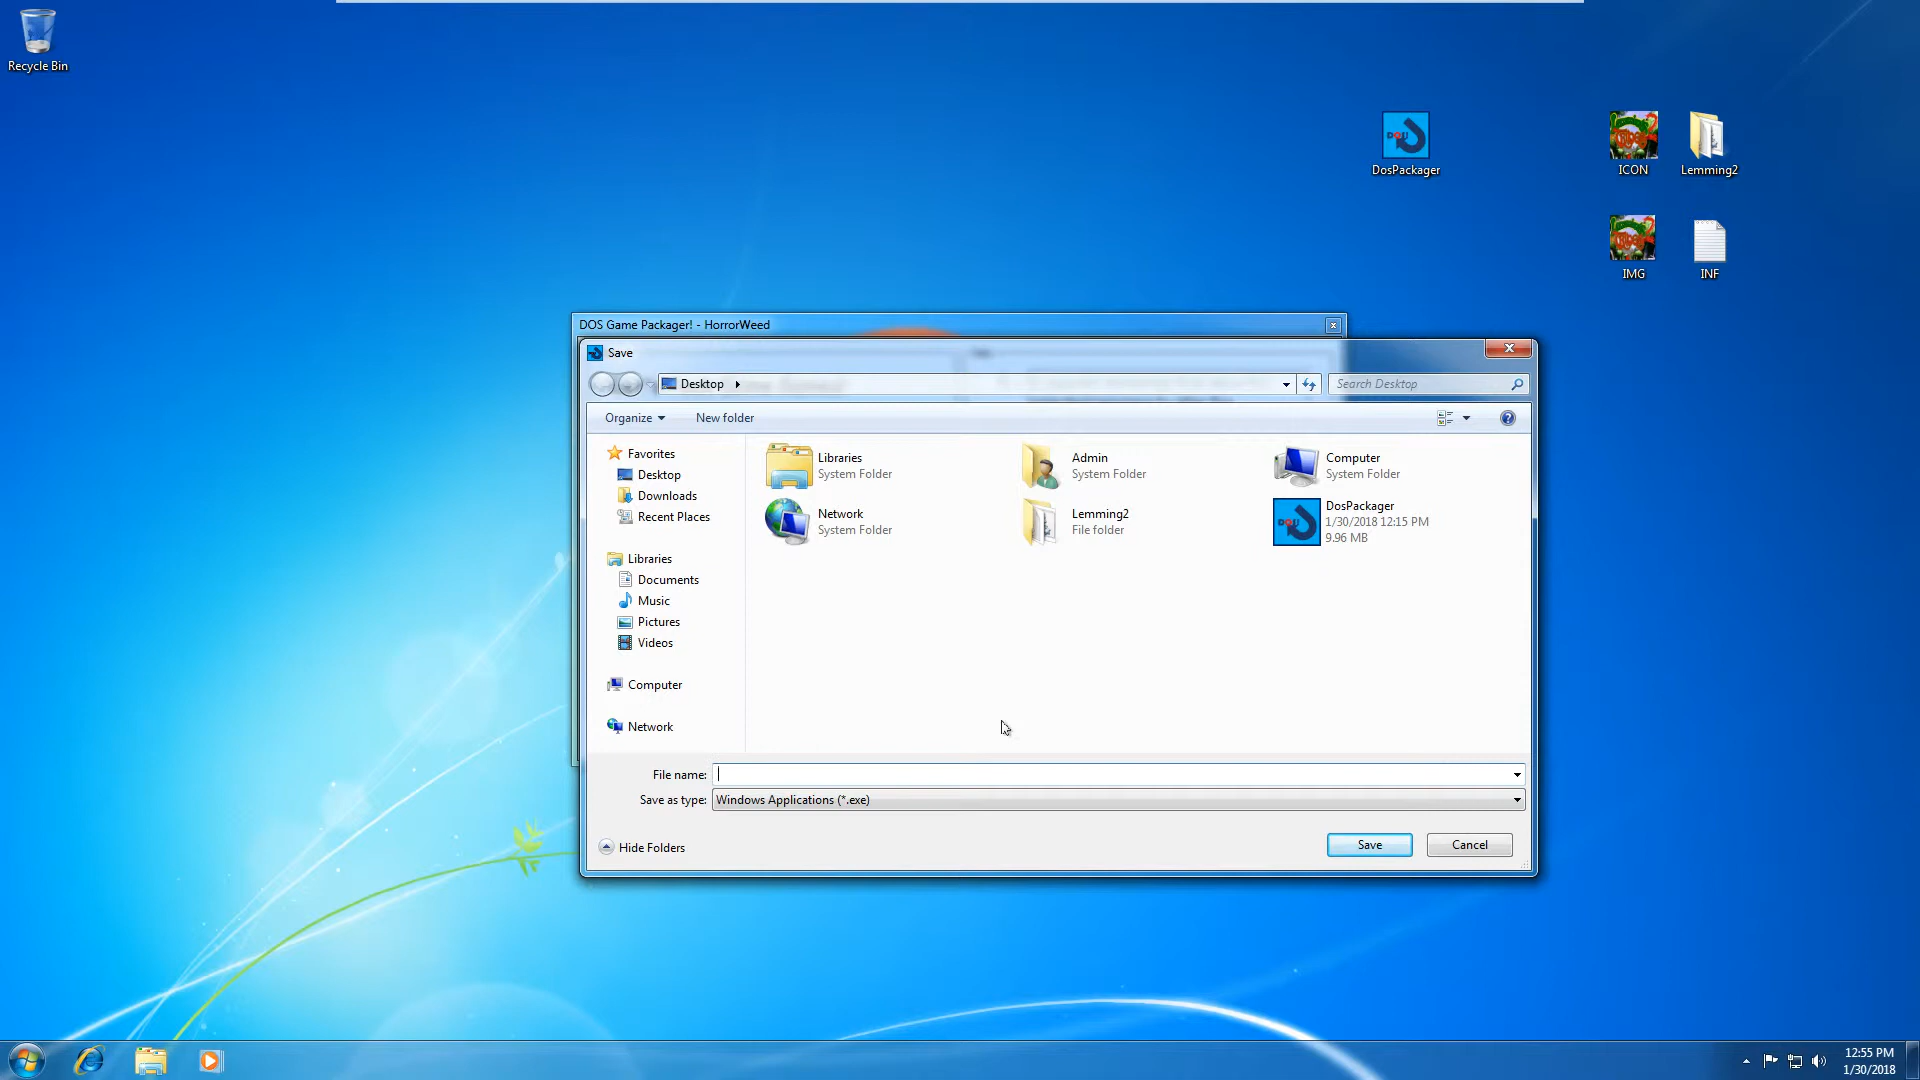 Recycle Bin
DosPackager
ICON
Lemming2
IMG
INF
DOS Game Packager! - HorrorWeed
Save
Desktop
Search Desktop
Organize
New folder
Favorites
Desktop
Downloads
Recent Places
Libraries
Documents
Music
Pictures
Videos
Computer
Network
Libraries
System Folder
Admin
System Folder
Computer
System Folder
Network
System Folder
Lemming2
File folder
DosPackager
1/30/2018 12:15 PM
9.96 MB
File name:
Save as type:
Windows Applications (*.exe)
Hide Folders
Save
Cancel
12:55 PM
1/30/2018